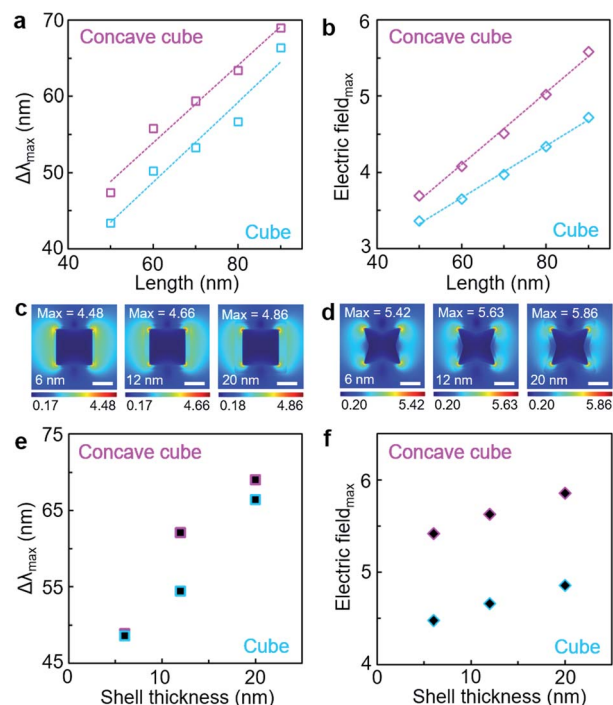 a
Concave cube
Cube
Δλmax (nm)
70
60
50
40
40
60
80
Length (nm)
b
Concave cube
Cube
Electric fieldmax
6
5
4
3
40
60
80
Length (nm)
c
Max = 4.48
Max = 4.66
Max = 4.86
6 nm
12 nm
20 nm
0.17 4.48
0.17 4.66
0.18 4.86
d
Max = 5.42
Max = 5.63
Max = 5.86
6 nm
12 nm
20 nm
0.20 5.42
0.20 5.63
0.20 5.86
e
Concave cube
Cube
Δλmax (nm)
75
65
55
45
0
10
20
Shell thickness (nm)
f
Concave cube
Cube
Electric fieldmax
6
5
4
0
10
20
Shell thickness (nm)